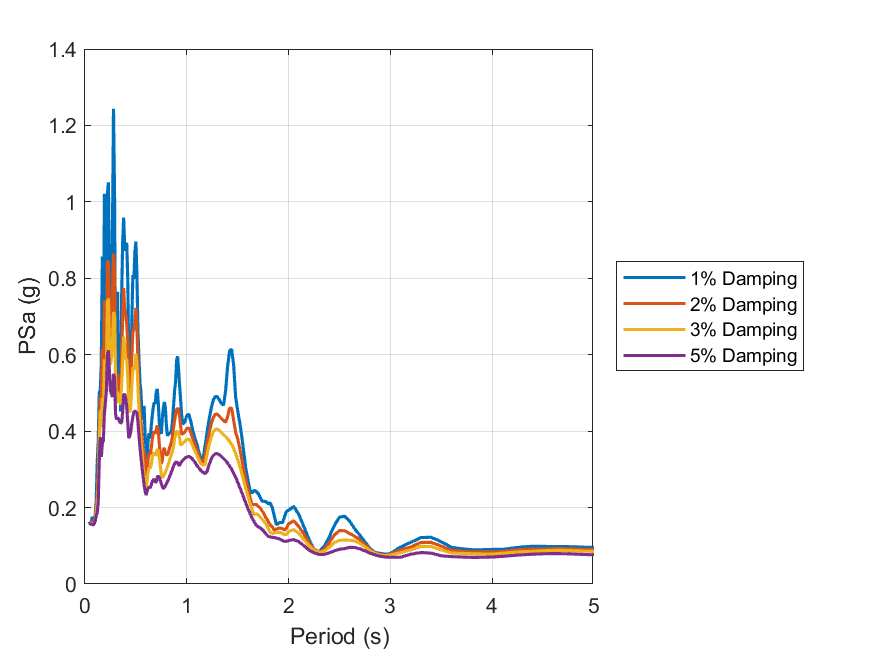 1.4
1.2
1
0.8
0.6
0.4
0.2
0
PSa (g)
0 1 2 3 4 5
Period (s)
1% Damping
2% Damping
3% Damping
5% Damping